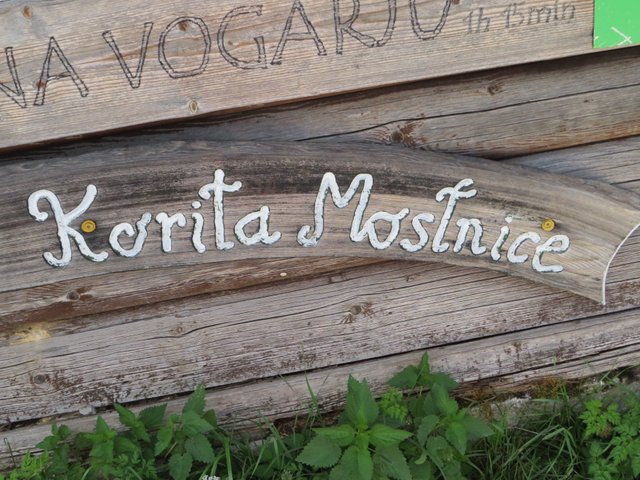 NA VOGARJU 1h 15min
Korita Mostnice